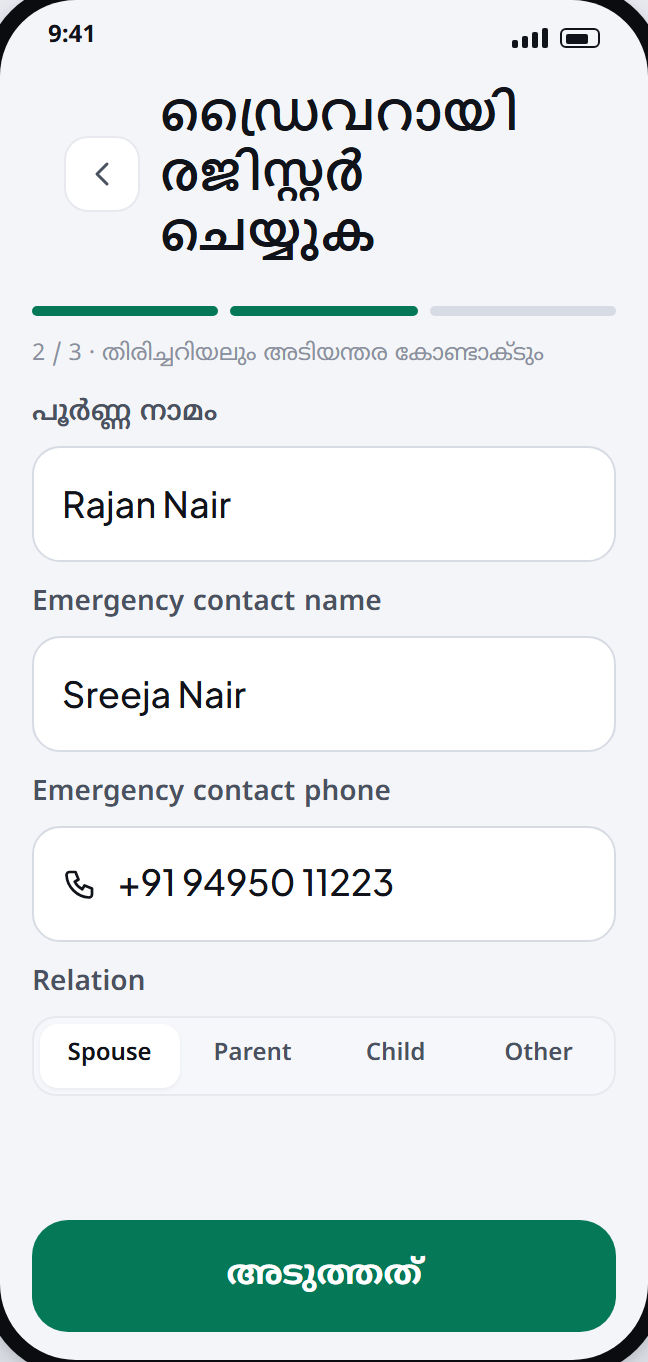 9:41
ഡ്രൈവറായി
രജിസ്റ്റർ
ചെയ്യുക
2 / 3 · തിരിച്ചറിയലും അടിയന്തര കോണ്ടാക്ടും
പൂർണ്ണ നാമം
Rajan Nair
Emergency contact name
Sreeja Nair
Emergency contact phone
+91 94950 11223
Relation
Spouse Parent Child Other
അടുത്തത്